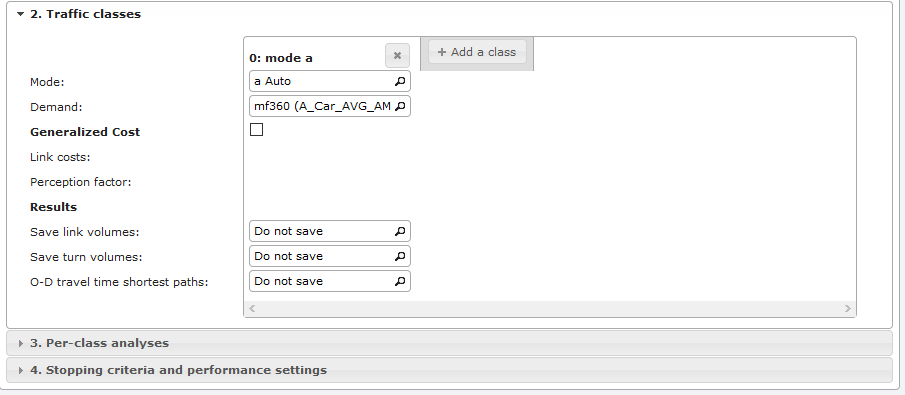 2. Traffic classes
0: mode a
+ Add a class
Mode:
a Auto
Demand:
mf360 (A_Car_AVG_AM
Generalized Cost
Link costs:
Perception factor:
Results
Save link volumes:
Do not save
Save turn volumes:
Do not save
O-D travel time shortest paths:
Do not save
3. Per-class analyses
4. Stopping criteria and performance settings